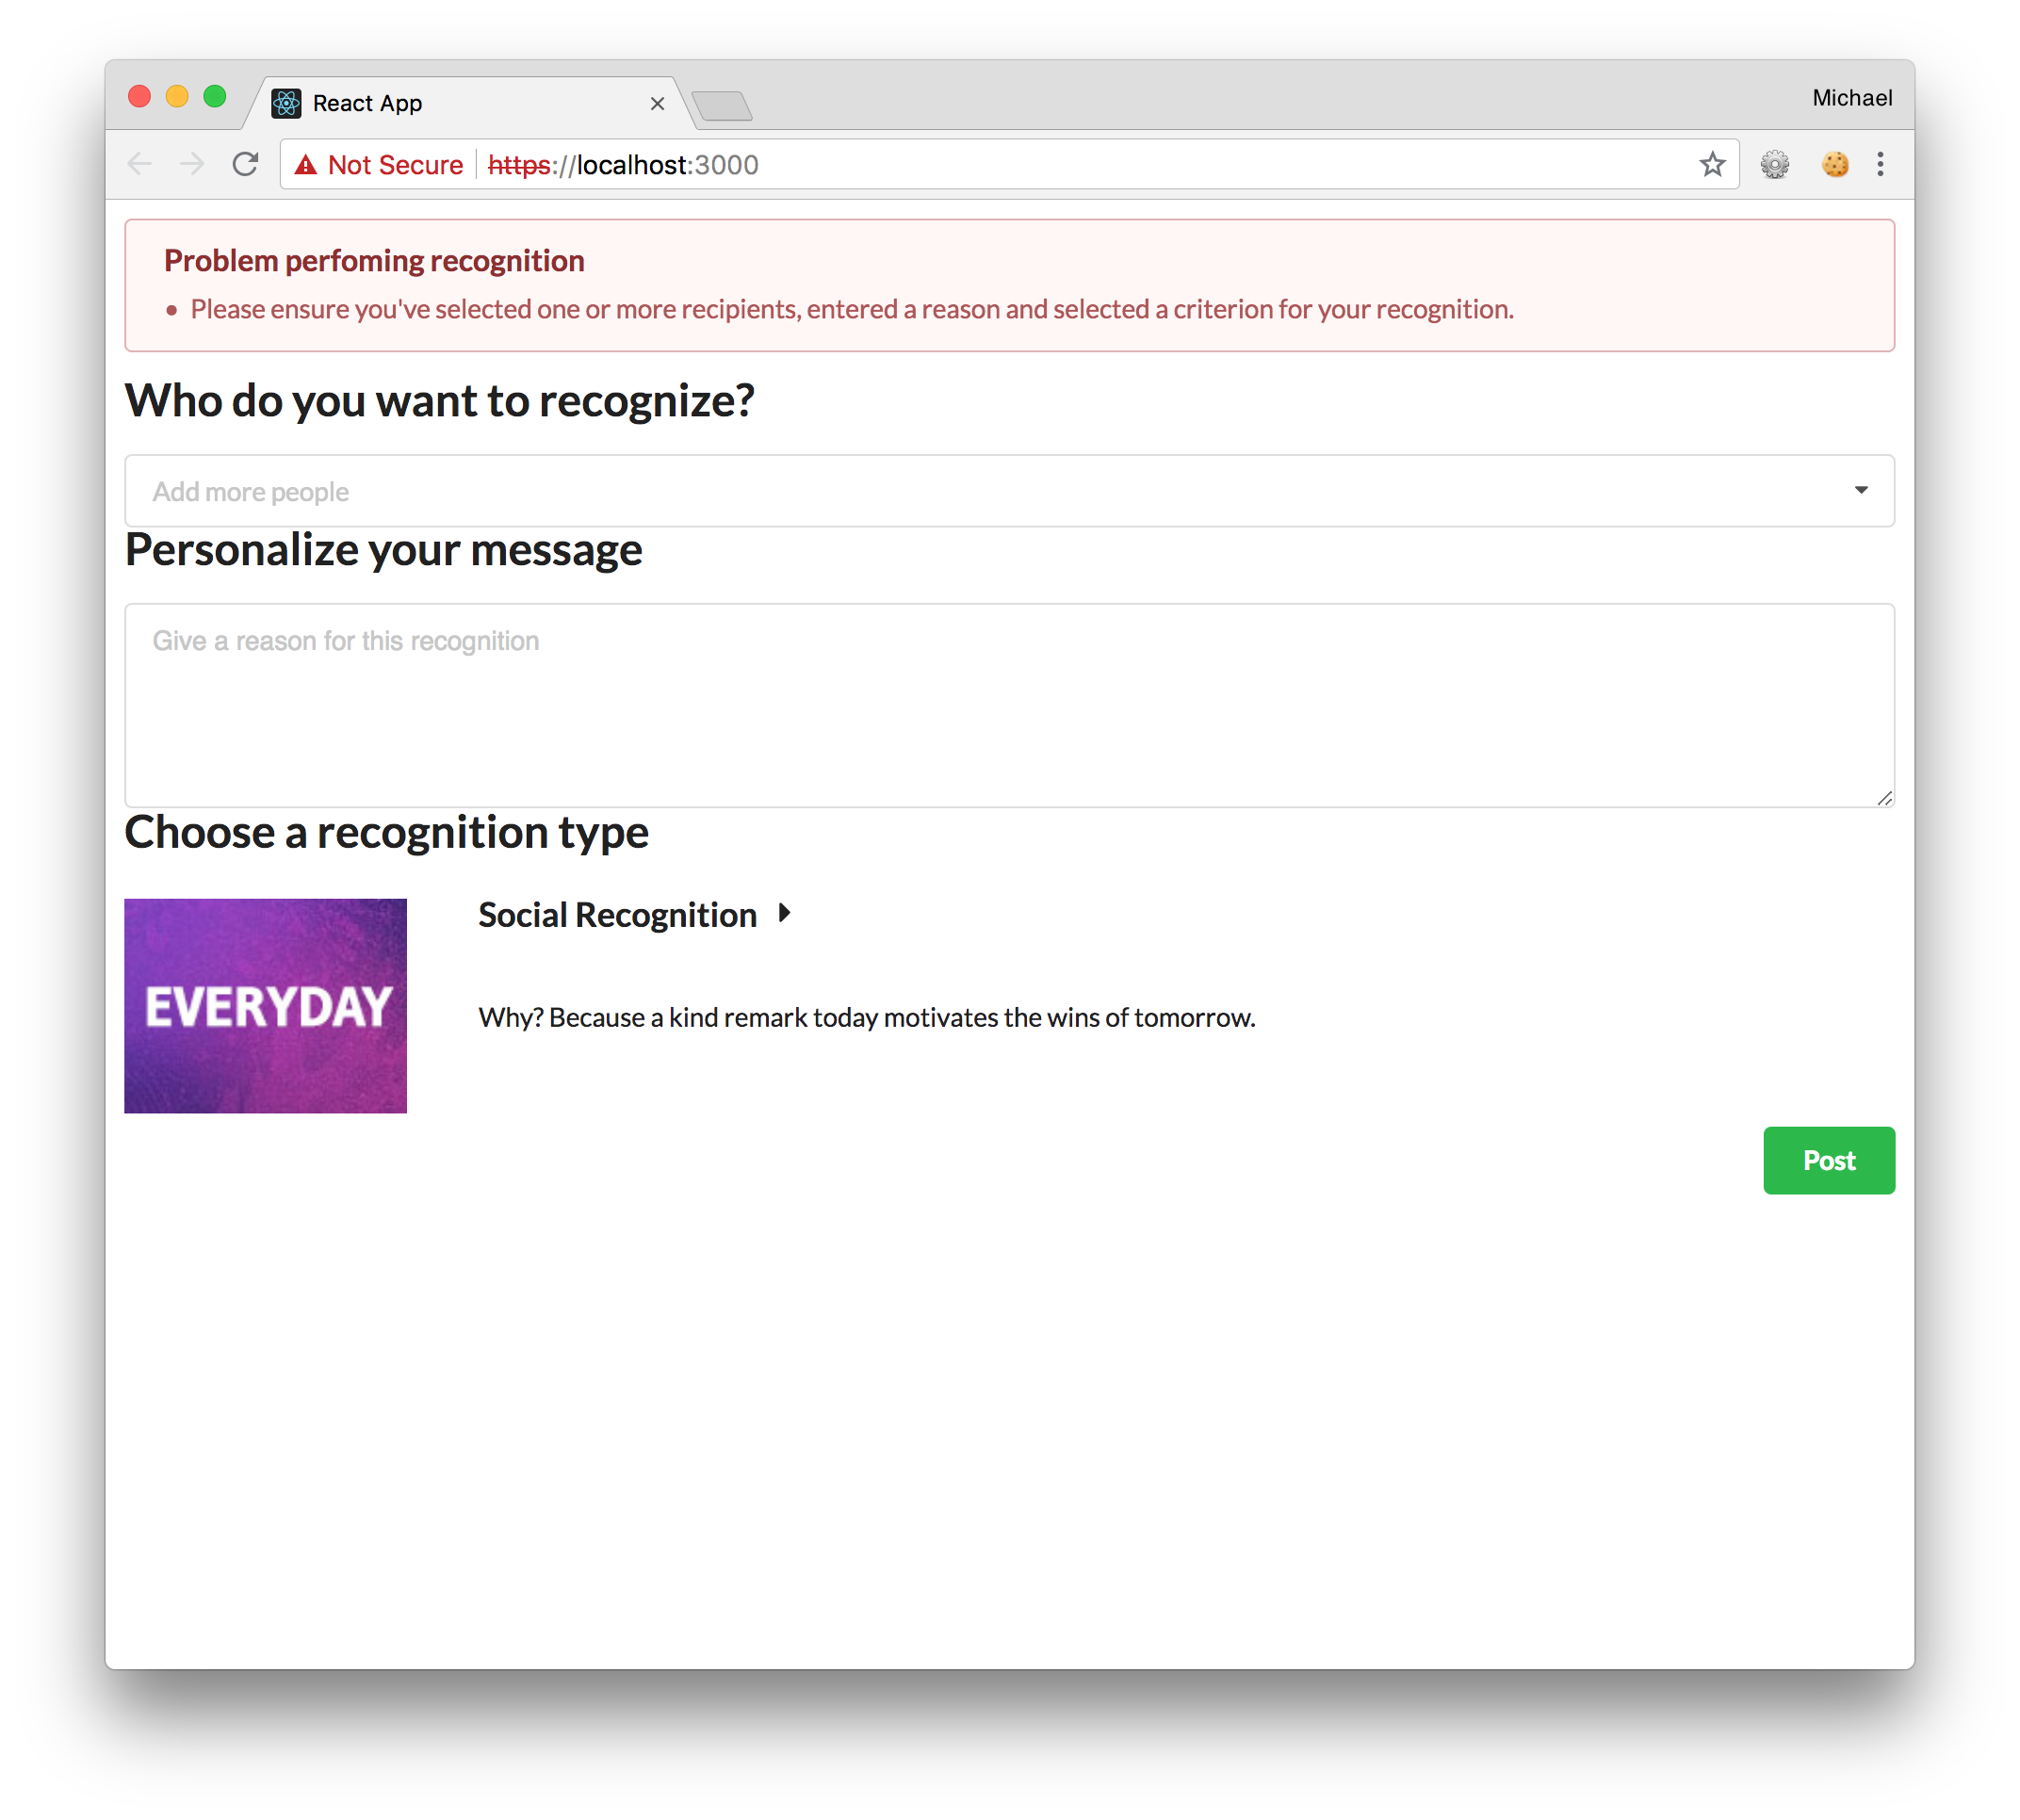 React App
Michael
Not Secure https://localhost:3000
Problem perfoming recognition
Please ensure you've selected one or more recipients, entered a reason and selected a criterion for your recognition.
Who do you want to recognize?
Add more people
Personalize your message
Give a reason for this recognition
Choose a recognition type
EVERYDAY
Social Recognition
Why? Because a kind remark today motivates the wins of tomorrow.
Post